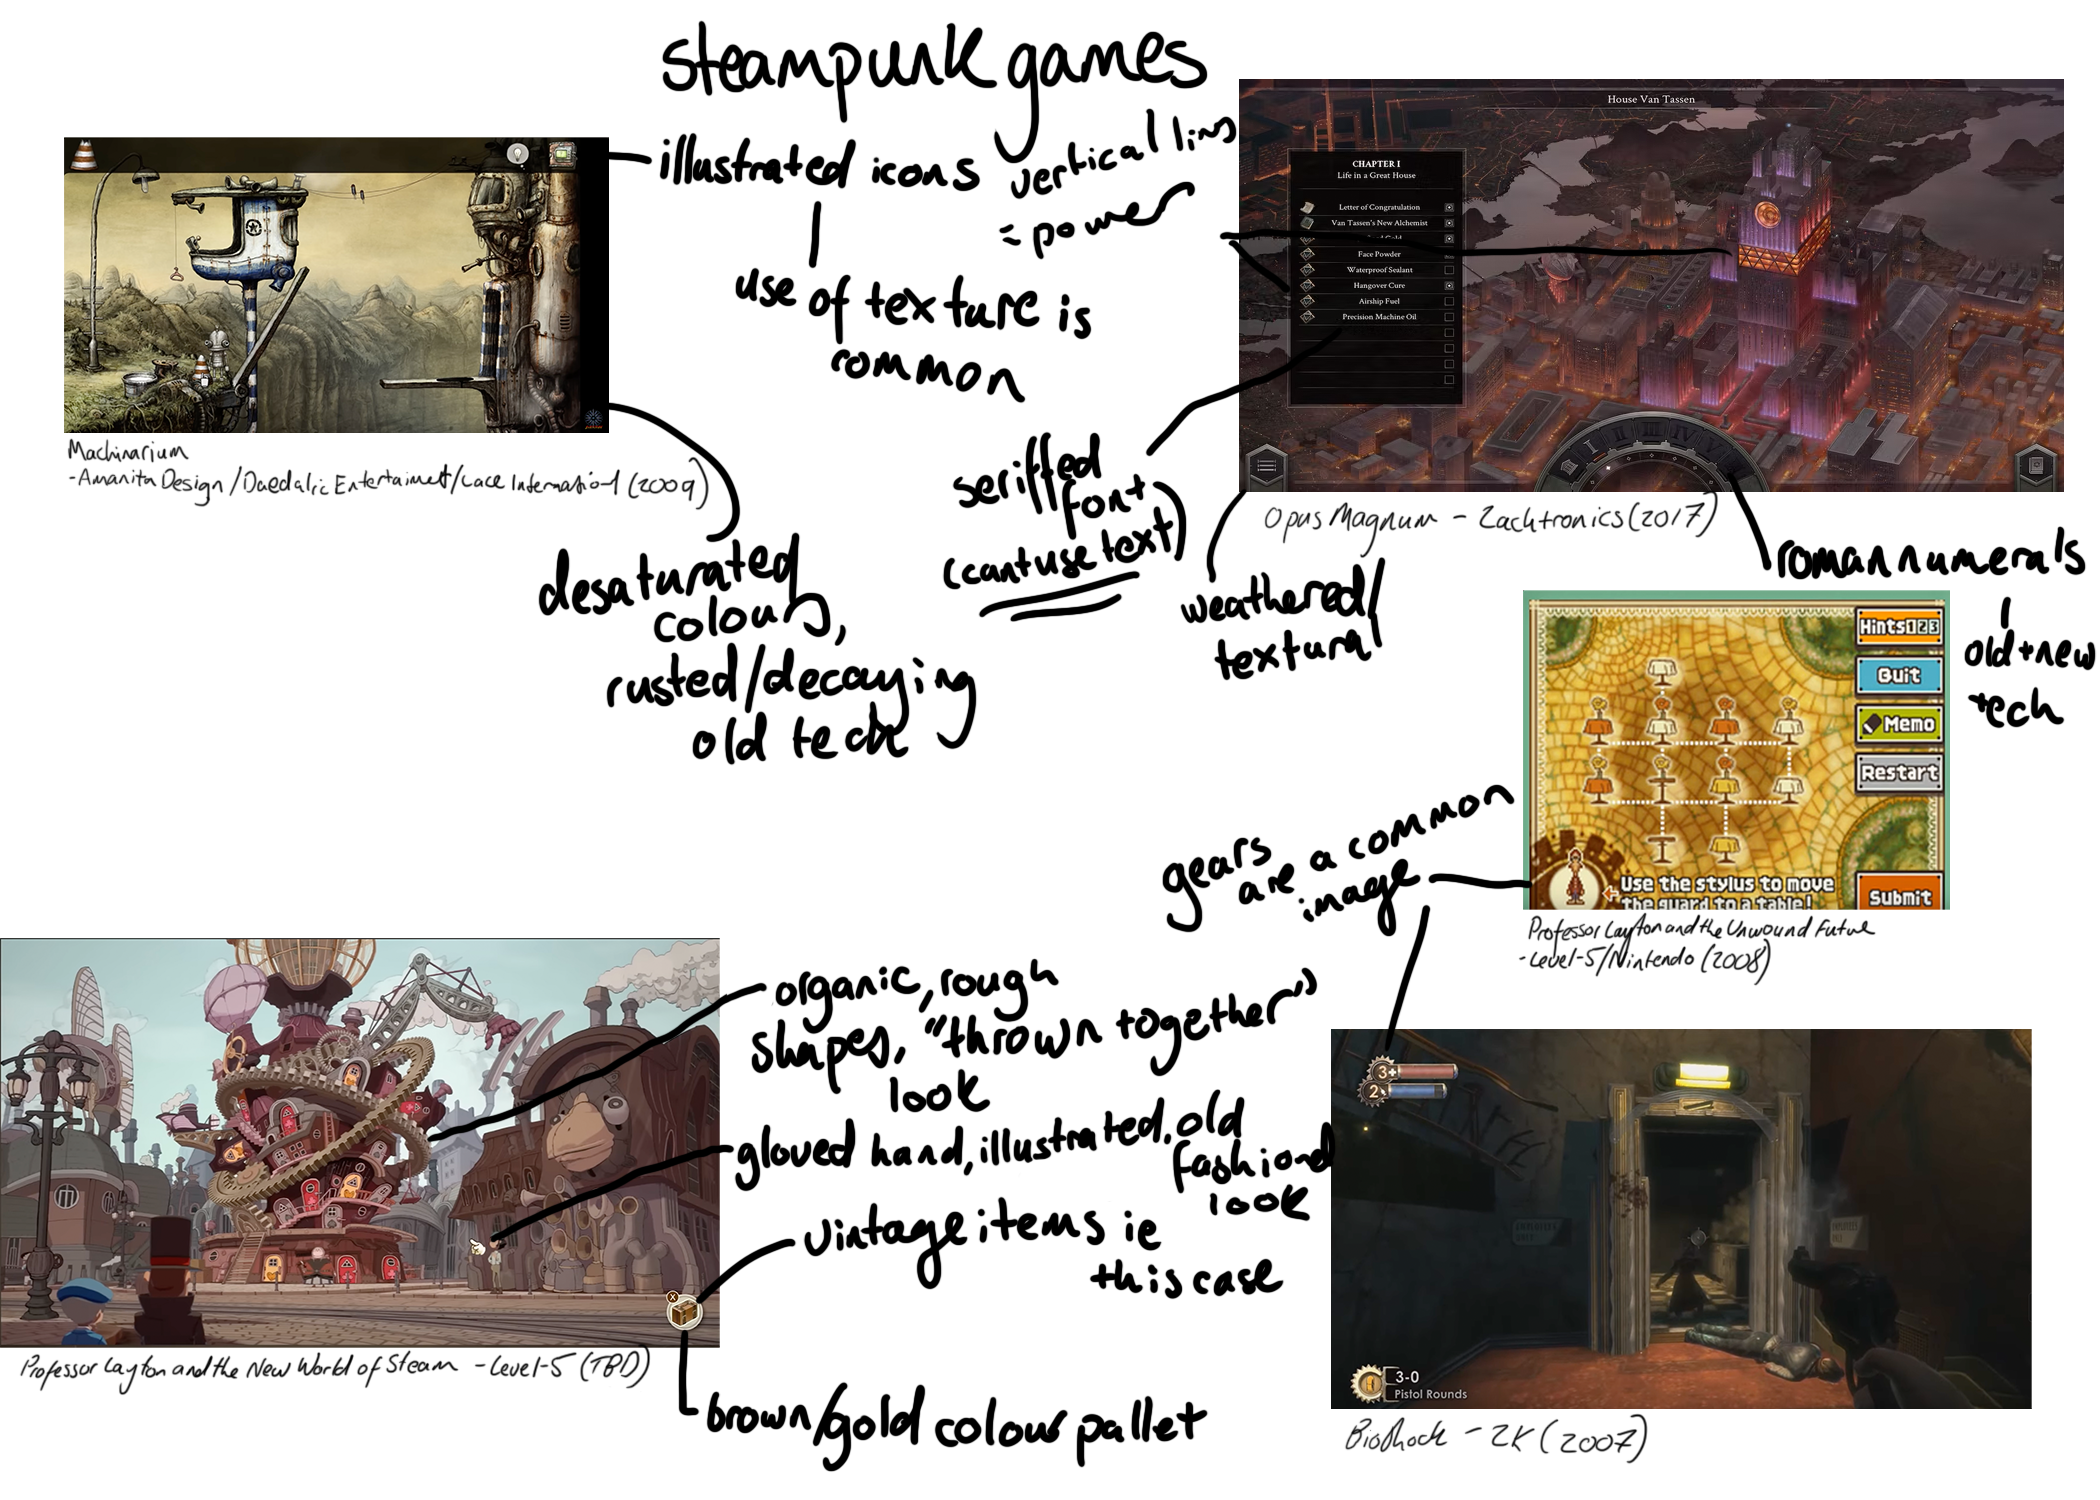 steampunk games
illustrated icons
vertical lins
= power
use of texture is
common
Machinarium
-Amanita Design/Daedalic Entertaimet/Lace International (2009)
desaturated
colours,
rusted/decaying
old tech
House Van Tassen
CHAPTER I
Life in a Great House
Letter of Congratulation
Van Tassen's New Alchemist
Gold
Face Powder
Waterproof Sealant
Hangover Cure
Airship Fuel
Precision Machine Oil
I II III IV V
seriffed
font
(cant use text)
Opus Magnum - Zachtronics (2017)
weathered/
textural
roman numerals
old + new
tech
Hints 1 2 3
Quit
Memo
Restart
Use the stylus to move
the guard to a table!
Submit
Professor Layton and the Unwound Future
-Level-5/Nintendo (2008)
gears
are a common
image
organic, rough
shapes, "thrown together"
look
gloved hand, illustrated, old
fashioned
look
vintage items ie
this case
X
Professor Layton and the New World of Steam - Level-5 (TBD)
brown/gold colour pallet
3+
2
3-0
Pistol Rounds
BioShock - 2K (2007)